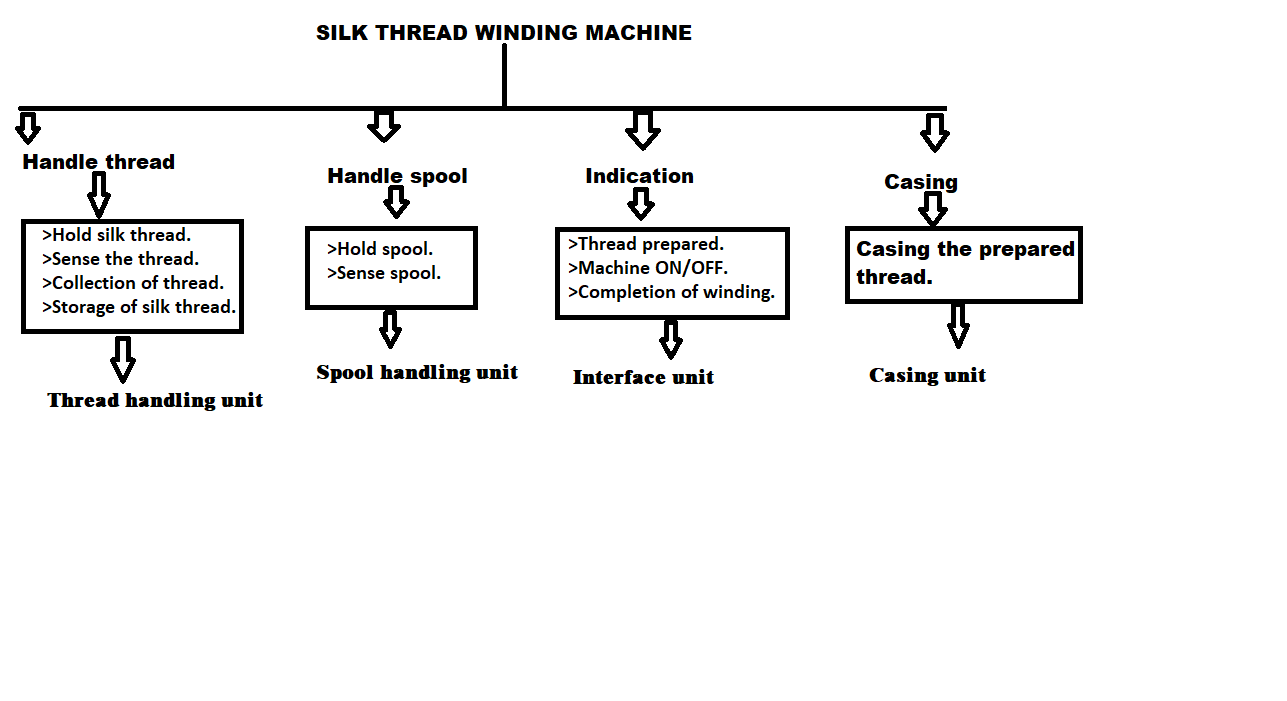 SILK THREAD WINDING MACHINE
Handle thread
>Hold silk thread.
>Sense the thread.
>Collection of thread.
>Storage of silk thread.
Thread handling unit
Handle spool
>Hold spool.
>Sense spool.
Spool handling unit
Indication
>Thread prepared.
>Machine ON/OFF.
>Completion of winding.
Interface unit
Casing
Casing the prepared
thread.
Casing unit